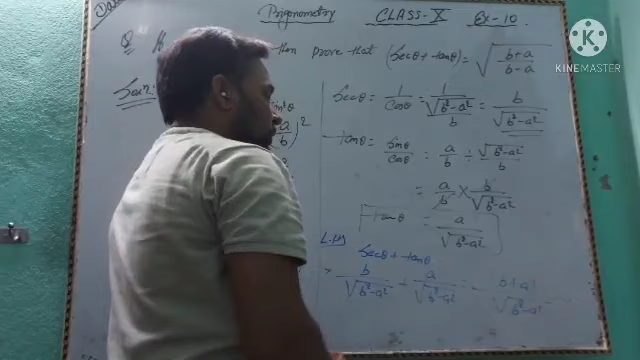 Trigonometry CLASS-X Ex-10
Q then prove that (Secθ + tanθ) = √(b+a / b-a)
KINEMASTER
Solⁿ:
Secθ = 1/Cosθ = 1/(√(b²-a²)/b) = b/√(b²-a²)
tanθ = Sinθ/Cosθ = a/b ÷ √(b²-a²)/b
= a/b × b/√(b²-a²)
tanθ = a/√(b²-a²)
L.H.S
Secθ + tanθ
b/√(b²-a²) + a/√(b²-a²) = b+a/√(b²-a²)